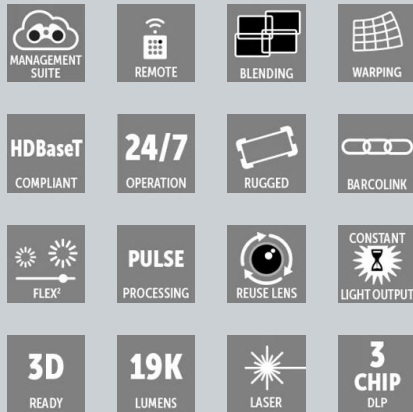 MANAGEMENT
SUITE
REMOTE
BLENDING
WARPING
HDBaseT
COMPLIANT
24/7
OPERATION
RUGGED
BARCOLINK
FLEX²
PULSE
PROCESSING
REUSE LENS
CONSTANT
LIGHT OUTPUT
3D
READY
19K
LUMENS
LASER
3
CHIP
DLP